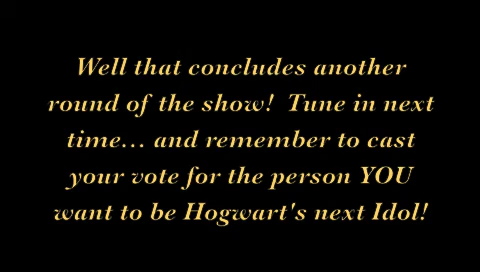 Well that concludes another
round of the show!  Tune in next
time... and remember to cast
your vote for the person YOU
want to be Hogwart's next Idol!